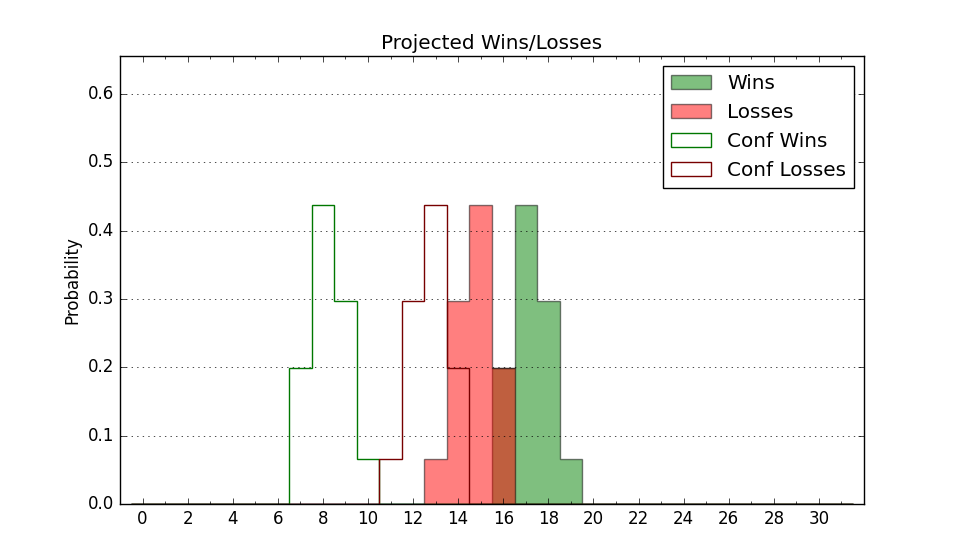 Projected Wins/Losses
Wins
Losses
Conf Wins
Conf Losses
Probability
0.6
0.5
0.4
0.3
0.2
0.1
0.0
0 2 4 6 8 10 12 14 16 18 20 22 24 26 28 30